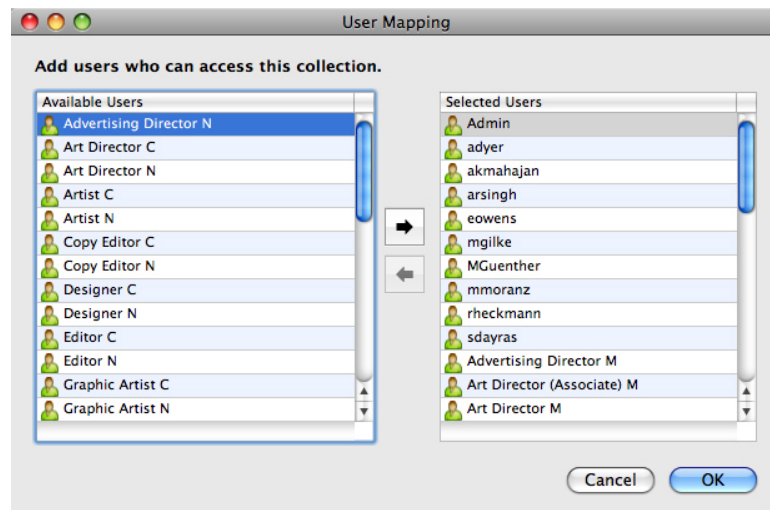 User Mapping
Add users who can access this collection.
Available Users
Advertising Director N
Art Director C
Art Director N
Artist C
Artist N
Copy Editor C
Copy Editor N
Designer C
Designer N
Editor C
Editor N
Graphic Artist C
Graphic Artist N
Selected Users
Admin
adyer
akmahajan
arsingh
eowens
mgilke
MGuenther
mmoranz
rheckmann
sdayras
Advertising Director M
Art Director (Associate) M
Art Director M
Cancel
OK